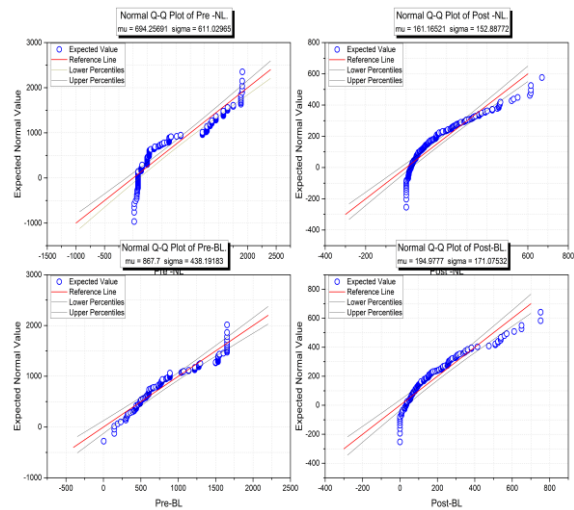 Normal Q-Q Plot of Pre -NL.
mu = 694.25691 sigma = 611.02965
Expected Value
Reference Line
Lower Percentiles
Upper Percentiles
Expected Normal Value
3000
2000
1000
0
-1000
-1500 -1000 -500 0 500 1000 1500 2000 2500
Pre -NL
Normal Q-Q Plot of Post -NL.
mu = 161.16521 sigma = 152.88772
Expected Value
Reference Line
Lower Percentiles
Upper Percentiles
Expected Normal Value
800
600
400
200
0
-200
-400
-300 0 300 600
Post -NL
Normal Q-Q Plot of Pre-BL.
mu = 867.7 sigma = 438.19183
Expected Value
Reference Line
Lower Percentiles
Upper Percentiles
Expected Normal Value
3000
2000
1000
0
-1000
-500 0 500 1000 1500 2000 2500
Pre-BL
Normal Q-Q Plot of Post-BL.
mu = 194.9777 sigma = 171.07532
Expected Value
Reference Line
Lower Percentiles
Upper Percentiles
Expected Normal Value
800
600
400
200
0
-200
-400
-400 -200 0 200 400 600 800
Post-BL